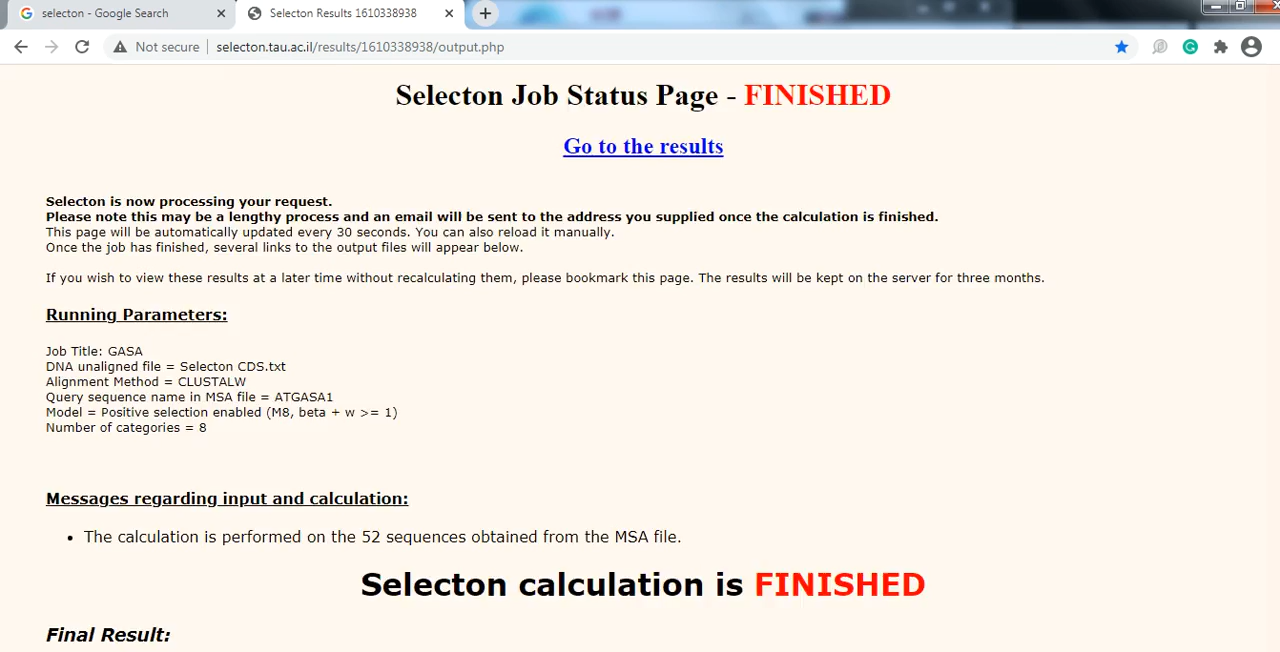 selecton - Google Search
Selecton Results 1610338938
Not secure
selecton.tau.ac.il/results/1610338938/output.php
Selecton Job Status Page - FINISHED
Go to the results
Selecton is now processing your request.
Please note this may be a lengthy process and an email will be sent to the address you supplied once the calculation is finished.
This page will be automatically updated every 30 seconds. You can also reload it manually.
Once the job has finished, several links to the output files will appear below.
If you wish to view these results at a later time without recalculating them, please bookmark this page. The results will be kept on the server for three months.
Running Parameters:
Job Title: GASA
DNA unaligned file = Selecton CDS.txt
Alignment Method = CLUSTALW
Query sequence name in MSA file = ATGASA1
Model = Positive selection enabled (M8, beta + w >= 1)
Number of categories = 8
Messages regarding input and calculation:
• The calculation is performed on the 52 sequences obtained from the MSA file.
Selecton calculation is FINISHED
Final Result: